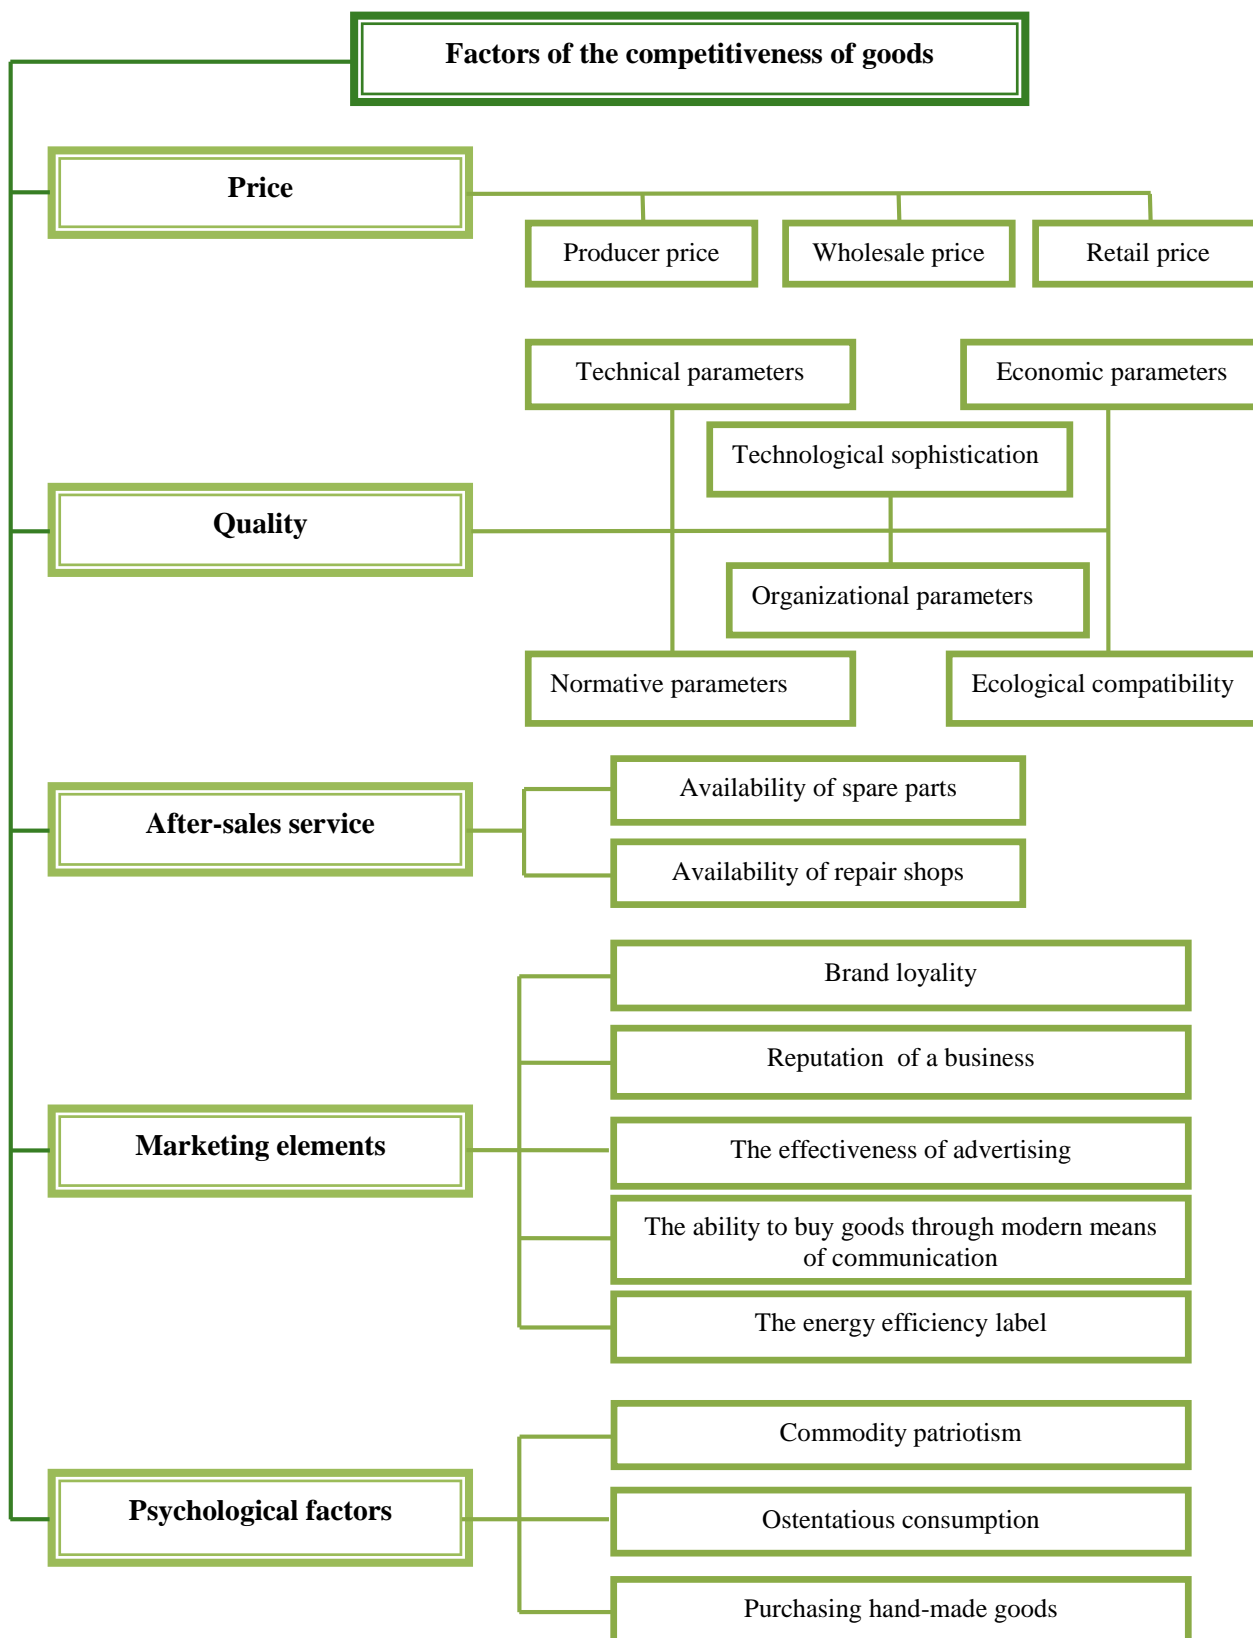 Factors of the competitiveness of goods
Price
Producer price
Wholesale price
Retail price
Technical parameters
Economic parameters
Technological sophistication
Quality
Organizational parameters
Normative parameters
Ecological compatibility
After-sales service
Availability of spare parts
Availability of repair shops
Marketing elements
Brand loyality
Reputation of a business
The effectiveness of advertising
The ability to buy goods through modern means
of communication
The energy efficiency label
Psychological factors
Commodity patriotism
Ostentatious consumption
Purchasing hand-made goods